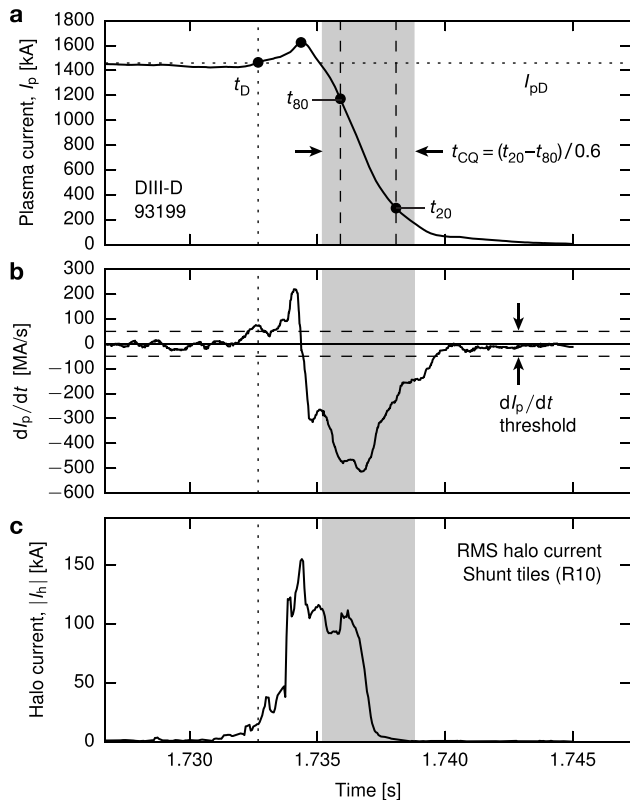 a
1800
1600
1400
1200
1000
800
600
400
200
0
Plasma current, Iₚ [kA]
t_D
t₈₀
I_pD
t_CQ = (t₂₀−t₈₀)/0.6
DIII-D
93199
t₂₀
b
300
200
100
0
−100
−200
−300
−400
−500
−600
dIₚ/dt [MA/s]
dIₚ/dt
threshold
c
150
100
50
0
Halo current, |Iₕ| [kA]
RMS halo current
Shunt tiles (R10)
1.730 1.735 1.740 1.745
Time [s]